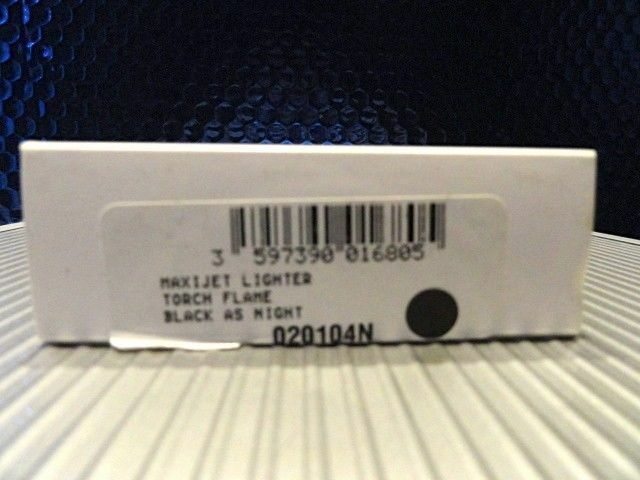 3 597390 016805
MAXIJET LIGHTER
TORCH FLAME
BLACK AS NIGHT
020104N